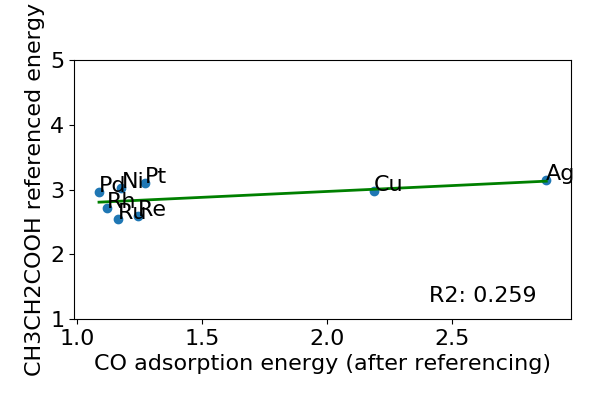 CH3CH2COOH referenced energy
5
4
3
2
1
Pd
Ni
Pt
Rh
Ru
Re
Cu
Ag
R2: 0.259
1.0
1.5
2.0
2.5
CO adsorption energy (after referencing)